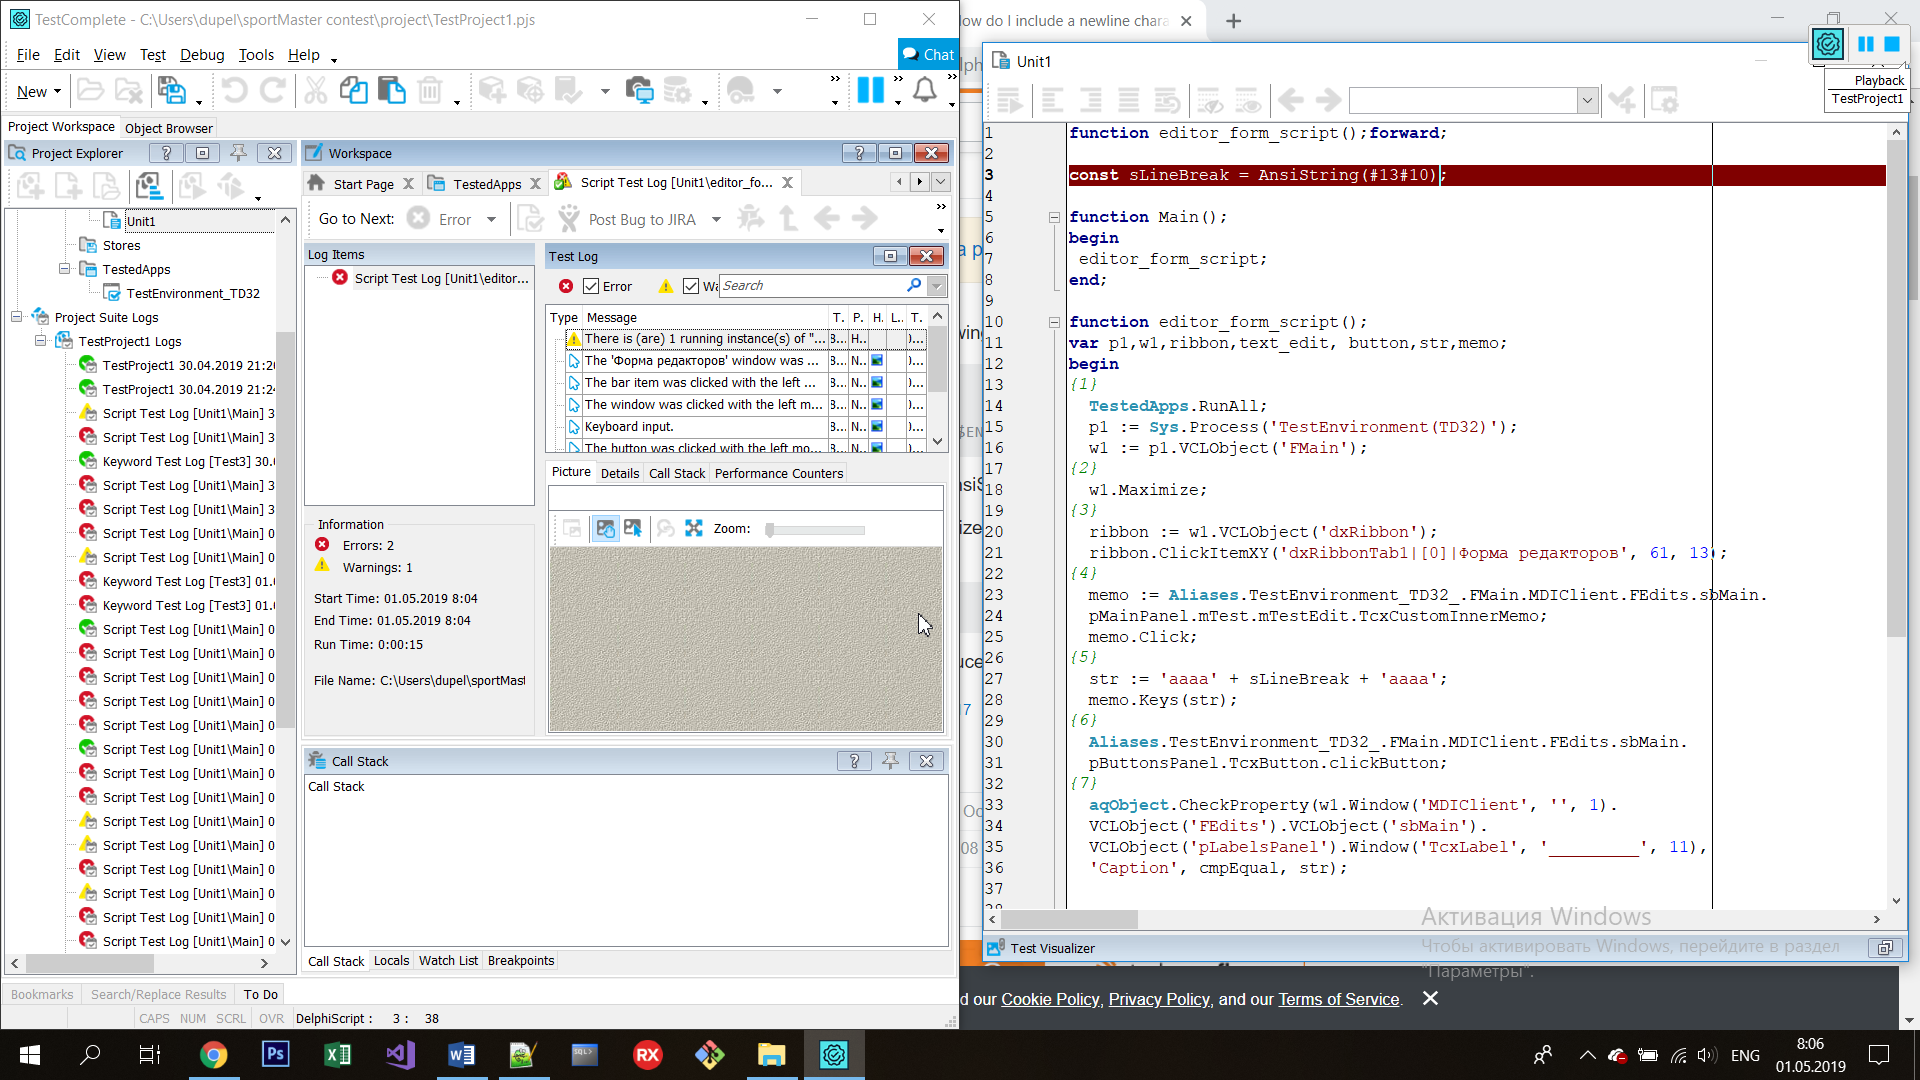 TestComplete - C:\Users\dupel\sportMaster contest\project\TestProject1.pjs
File Edit View Test Debug Tools Help
Chat
New
Project Workspace Object Browser
Project Explorer
Unit1
Stores
TestedApps
TestEnvironment_TD32
Project Suite Logs
TestProject1 Logs
TestProject1 30.04.2019 21:20
TestProject1 30.04.2019 21:24
Script Test Log [Unit1\Main] 3
Script Test Log [Unit1\Main] 3
Keyword Test Log [Test3] 30.
Script Test Log [Unit1\Main] 3
Script Test Log [Unit1\Main] 3
Script Test Log [Unit1\Main] 0
Script Test Log [Unit1\Main] 0
Keyword Test Log [Test3] 01.
Keyword Test Log [Test3] 01.
Script Test Log [Unit1\Main] 0
Script Test Log [Unit1\Main] 0
Script Test Log [Unit1\Main] 0
Script Test Log [Unit1\Main] 0
Script Test Log [Unit1\Main] 0
Script Test Log [Unit1\Main] 0
Script Test Log [Unit1\Main] 0
Script Test Log [Unit1\Main] 0
Script Test Log [Unit1\Main] 0
Script Test Log [Unit1\Main] 0
Script Test Log [Unit1\Main] 0
Script Test Log [Unit1\Main] 0
Script Test Log [Unit1\Main] 0
Script Test Log [Unit1\Main] 0
Workspace
Start Page TestedApps Script Test Log [Unit1\editor_fo...
Go to Next: Error Post Bug to JIRA
Log Items
Script Test Log [Unit1\editor...
Information
Errors: 2
Warnings: 1
Start Time: 01.05.2019 8:04
End Time: 01.05.2019 8:04
Run Time: 0:00:15
File Name: C:\Users\dupel\sportMast
Test Log
Error Wa Search
Type Message T. P. H. L.. T.
There is (are) 1 running instance(s) of "... 3... H.. )...
The 'Форма редакторов' window was ... 3... N.. )...
The bar item was clicked with the left ... 3... N.. )...
The window was clicked with the left m... 3... N.. )...
Keyboard input. 3... N.. )...
The button was clicked with the left mo... 3... N.. )...
Picture Details Call Stack Performance Counters
Zoom:
Call Stack
Call Stack
Call Stack Locals Watch List Breakpoints
Bookmarks Search/Replace Results To Do
CAPS NUM SCRL OVR DelphiScript : 3 : 38
ow do I include a newline chara
Playback
TestProject1
Unit1
1 function editor_form_script();forward;
2
3 const sLineBreak = AnsiString(#13#10);
4
5 function Main();
6 begin
7 editor_form_script;
8 end;
9
10 function editor_form_script();
11 var p1,w1,ribbon,text_edit, button,str,memo;
12 begin
13 {1}
14 TestedApps.RunAll;
15 p1 := Sys.Process('TestEnvironment(TD32)');
16 w1 := p1.VCLObject('FMain');
17 {2}
18 w1.Maximize;
19 {3}
20 ribbon := w1.VCLObject('dxRibbon');
21 ribbon.ClickItemXY('dxRibbonTab1|[0]|Форма редакторов', 61, 13);
22 {4}
23 memo := Aliases.TestEnvironment_TD32_.FMain.MDIClient.FEdits.sbMain.
24 pMainPanel.mTest.mTestEdit.TcxCustomInnerMemo;
25 memo.Click;
26 {5}
27 str := 'aaaa' + sLineBreak + 'aaaa';
28 memo.Keys(str);
29 {6}
30 Aliases.TestEnvironment_TD32_.FMain.MDIClient.FEdits.sbMain.
31 pButtonsPanel.TcxButton.clickButton;
32 {7}
33 aqObject.CheckProperty(w1.Window('MDIClient', '', 1).
34 VCLObject('FEdits').VCLObject('sbMain').
35 VCLObject('pLabelsPanel').Window('TcxLabel', '_________', 11),
36 'Caption', cmpEqual, str);
37
38
Test Visualizer
Активация Windows
Чтобы активировать Windows, перейдите в раздел
"Параметры".
d our Cookie Policy, Privacy Policy, and our Terms of Service.
ENG
8:06
01.05.2019